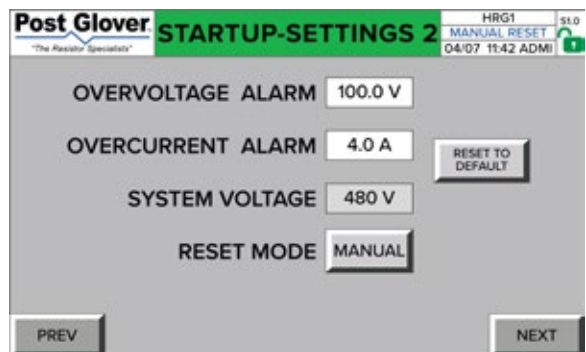 Post Glover
"The Resistor Specialists"
STARTUP-SETTINGS 2
HRG1
MANUAL RESET
04/07 11:42 ADMI
S1.0
OVERVOLTAGE ALARM 100.0 V
OVERCURRENT ALARM 4.0 A
RESET TO
DEFAULT
SYSTEM VOLTAGE 480 V
RESET MODE MANUAL
PREV
NEXT